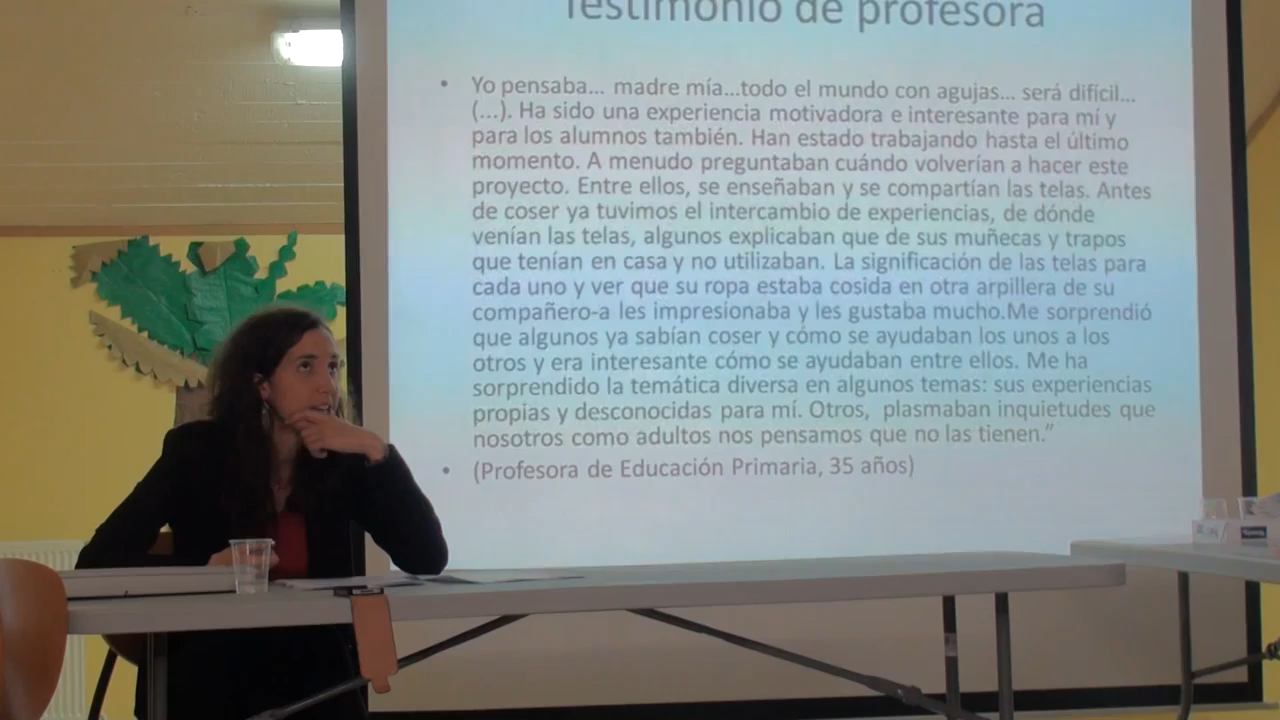 Testimonio de profesora
• Yo pensaba... madre mía...todo el mundo con agujas... será difícil...
(...). Ha sido una experiencia motivadora e interesante para mí y
para los alumnos también. Han estado trabajando hasta el último
momento. A menudo preguntaban cuándo volverían a hacer este
proyecto. Entre ellos, se enseñaban y se compartían las telas. Antes
de coser ya tuvimos el intercambio de experiencias, de dónde
venían las telas, algunos explicaban que de sus muñecas y trapos
que tenían en casa y no utilizaban. La significación de las telas para
cada uno y ver que su ropa estaba cosida en otra arpillera de su
compañero-a les impresionaba y les gustaba mucho.Me sorprendió
que algunos ya sabían coser y cómo se ayudaban los unos a los
otros y era interesante cómo se ayudaban entre ellos. Me ha
sorprendido la temática diversa en algunos temas: sus experiencias
propias y desconocidas para mí. Otros, plasmaban inquietudes que
nosotros como adultos nos pensamos que no las tienen.”
• (Profesora de Educación Primaria, 35 años)